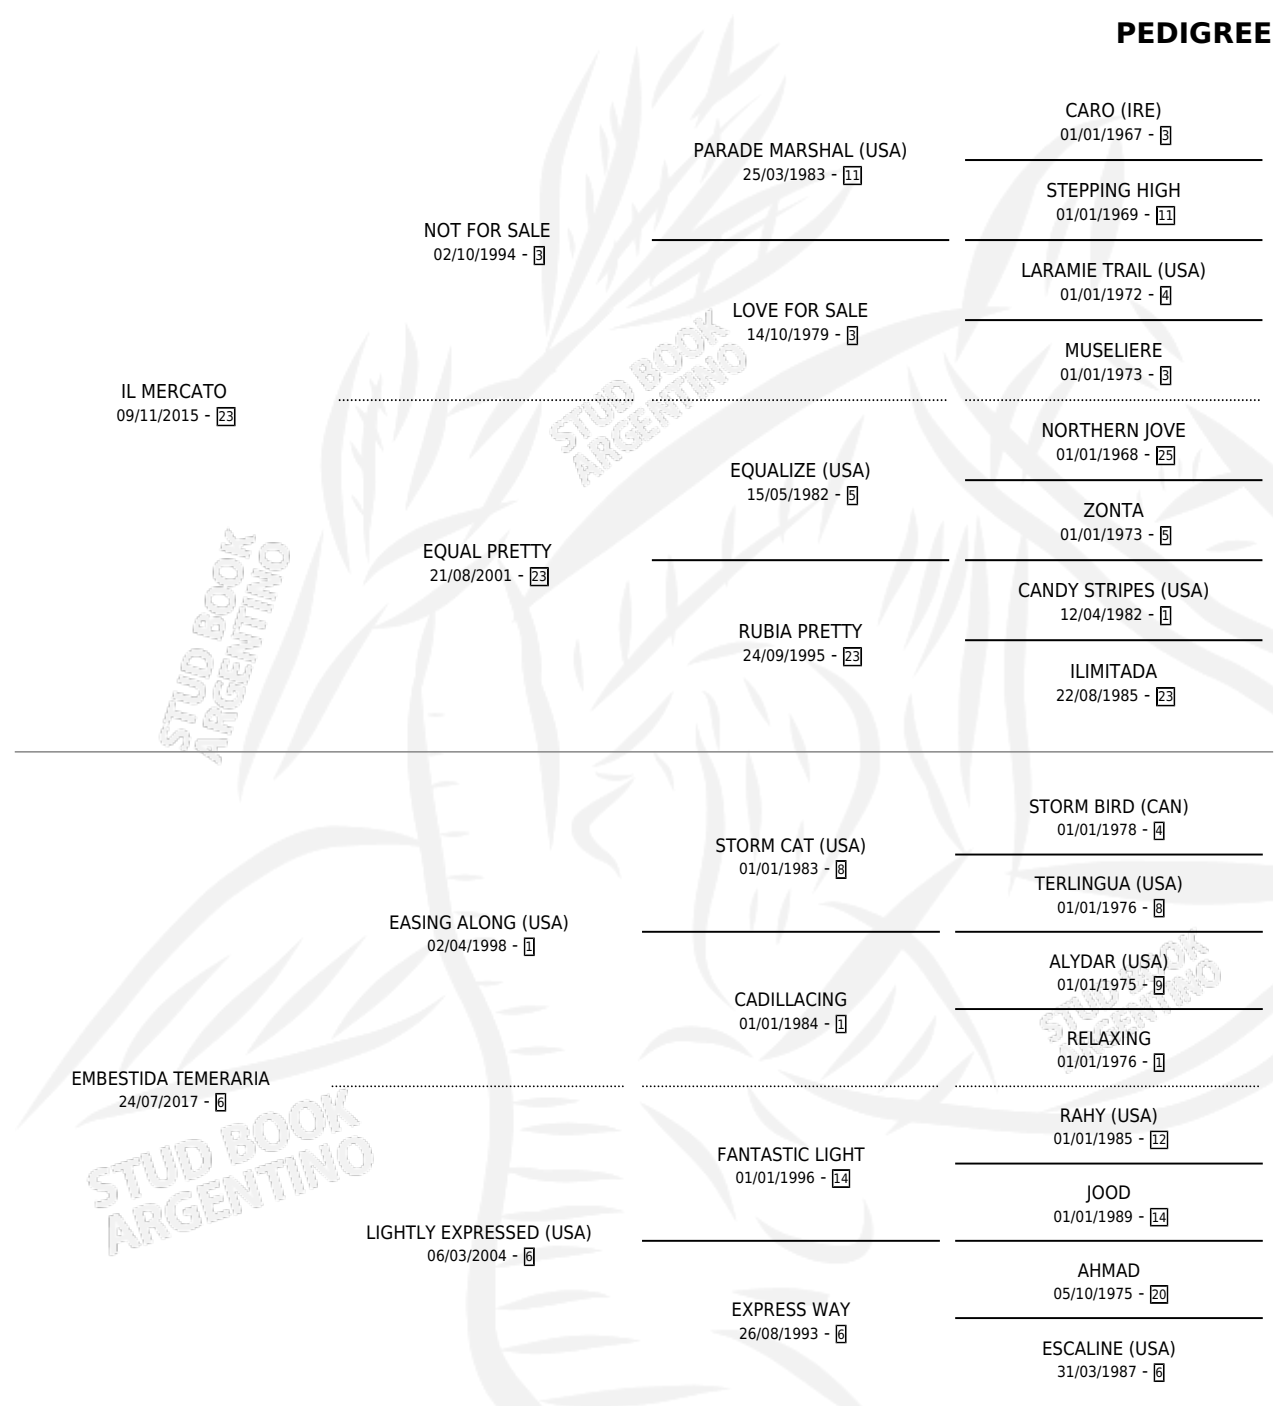 PEDIGREE
CARO (IRE)
01/01/1967 - 3
PARADE MARSHAL (USA)
25/03/1983 - 11
STEPPING HIGH
01/01/1969 - 11
NOT FOR SALE
02/10/1994 - 3
LARAMIE TRAIL (USA)
01/01/1972 - 4
LOVE FOR SALE
14/10/1979 - 3
MUSELIERE
01/01/1973 - 3
IL MERCATO
09/11/2015 - 23
NORTHERN JOVE
01/01/1968 - 25
EQUALIZE (USA)
15/05/1982 - 5
ZONTA
01/01/1973 - 5
EQUAL PRETTY
21/08/2001 - 23
CANDY STRIPES (USA)
12/04/1982 - 1
RUBIA PRETTY
24/09/1995 - 23
ILIMITADA
22/08/1985 - 23
STORM BIRD (CAN)
01/01/1978 - 4
STORM CAT (USA)
01/01/1983 - 8
TERLINGUA (USA)
01/01/1976 - 8
EASING ALONG (USA)
02/04/1998 - 1
ALYDAR (USA)
01/01/1975 - 9
CADILLACING
01/01/1984 - 1
RELAXING
01/01/1976 - 1
EMBESTIDA TEMERARIA
24/07/2017 - 6
RAHY (USA)
01/01/1985 - 12
FANTASTIC LIGHT
01/01/1996 - 14
JOOD
01/01/1989 - 14
LIGHTLY EXPRESSED (USA)
06/03/2004 - 6
AHMAD
05/10/1975 - 20
EXPRESS WAY
26/08/1993 - 6
ESCALINE (USA)
31/03/1987 - 6
STUD BOOK
ARGENTINO
STUD BOOK
ARGENTINO
STUD BOOK
ARGENTINO
STUD BOOK
ARGENTINO